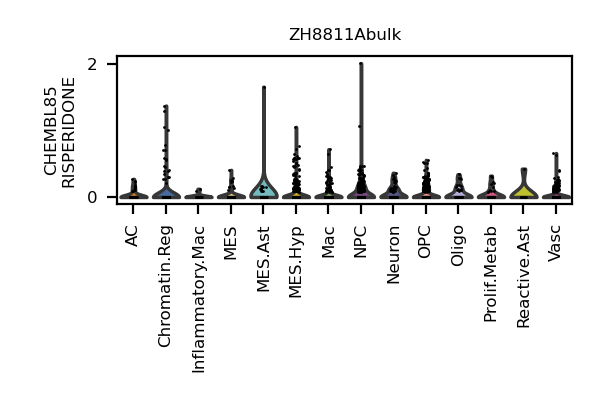 ZH8811Abulk
CHEMBL85
RISPERIDONE
2
0
AC
Chromatin.Reg
Inflammatory.Mac
MES
MES.Ast
MES.Hyp
Mac
NPC
Neuron
OPC
Oligo
Prolif.Metab
Reactive.Ast
Vasc